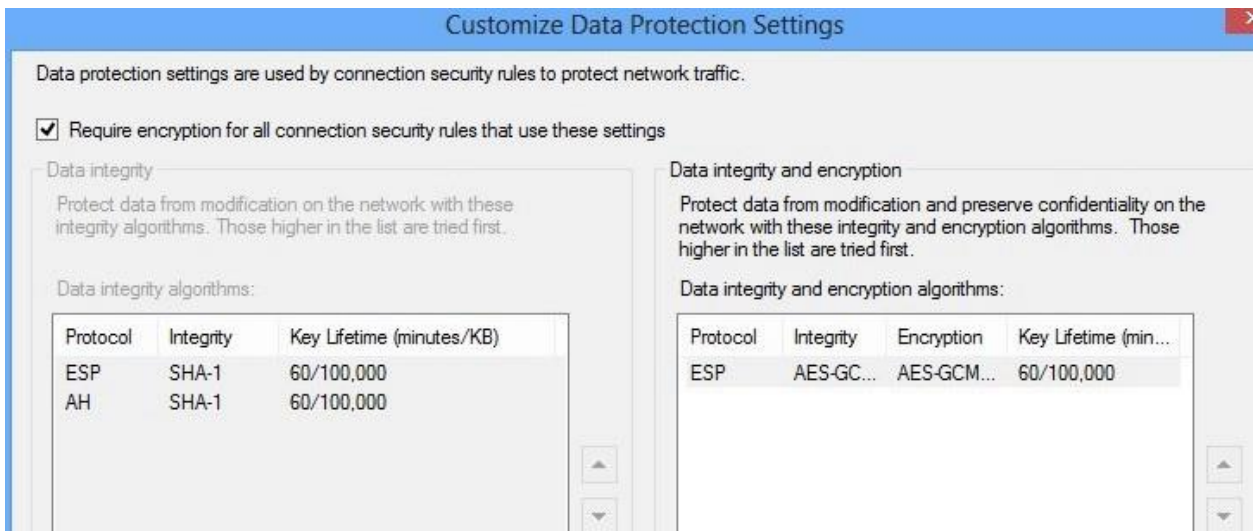 Customize Data Protection Settings
Data protection settings are used by connection security rules to protect network traffic.
Require encryption for all connection security rules that use these settings
Data integrity
Protect data from modification on the network with these
integrity algorithms. Those higher in the list are tried first.
Data integrity algorithms:
Protocol Integrity Key Lifetime (minutes/KB)
ESP SHA-1 60/100,000
AH SHA-1 60/100,000
Data integrity and encryption
Protect data from modification and preserve confidentiality on the
network with these integrity and encryption algorithms. Those
higher in the list are tried first.
Data integrity and encryption algorithms:
Protocol Integrity Encryption Key Lifetime (min...
ESP AES-GC... AES-GCM... 60/100,000